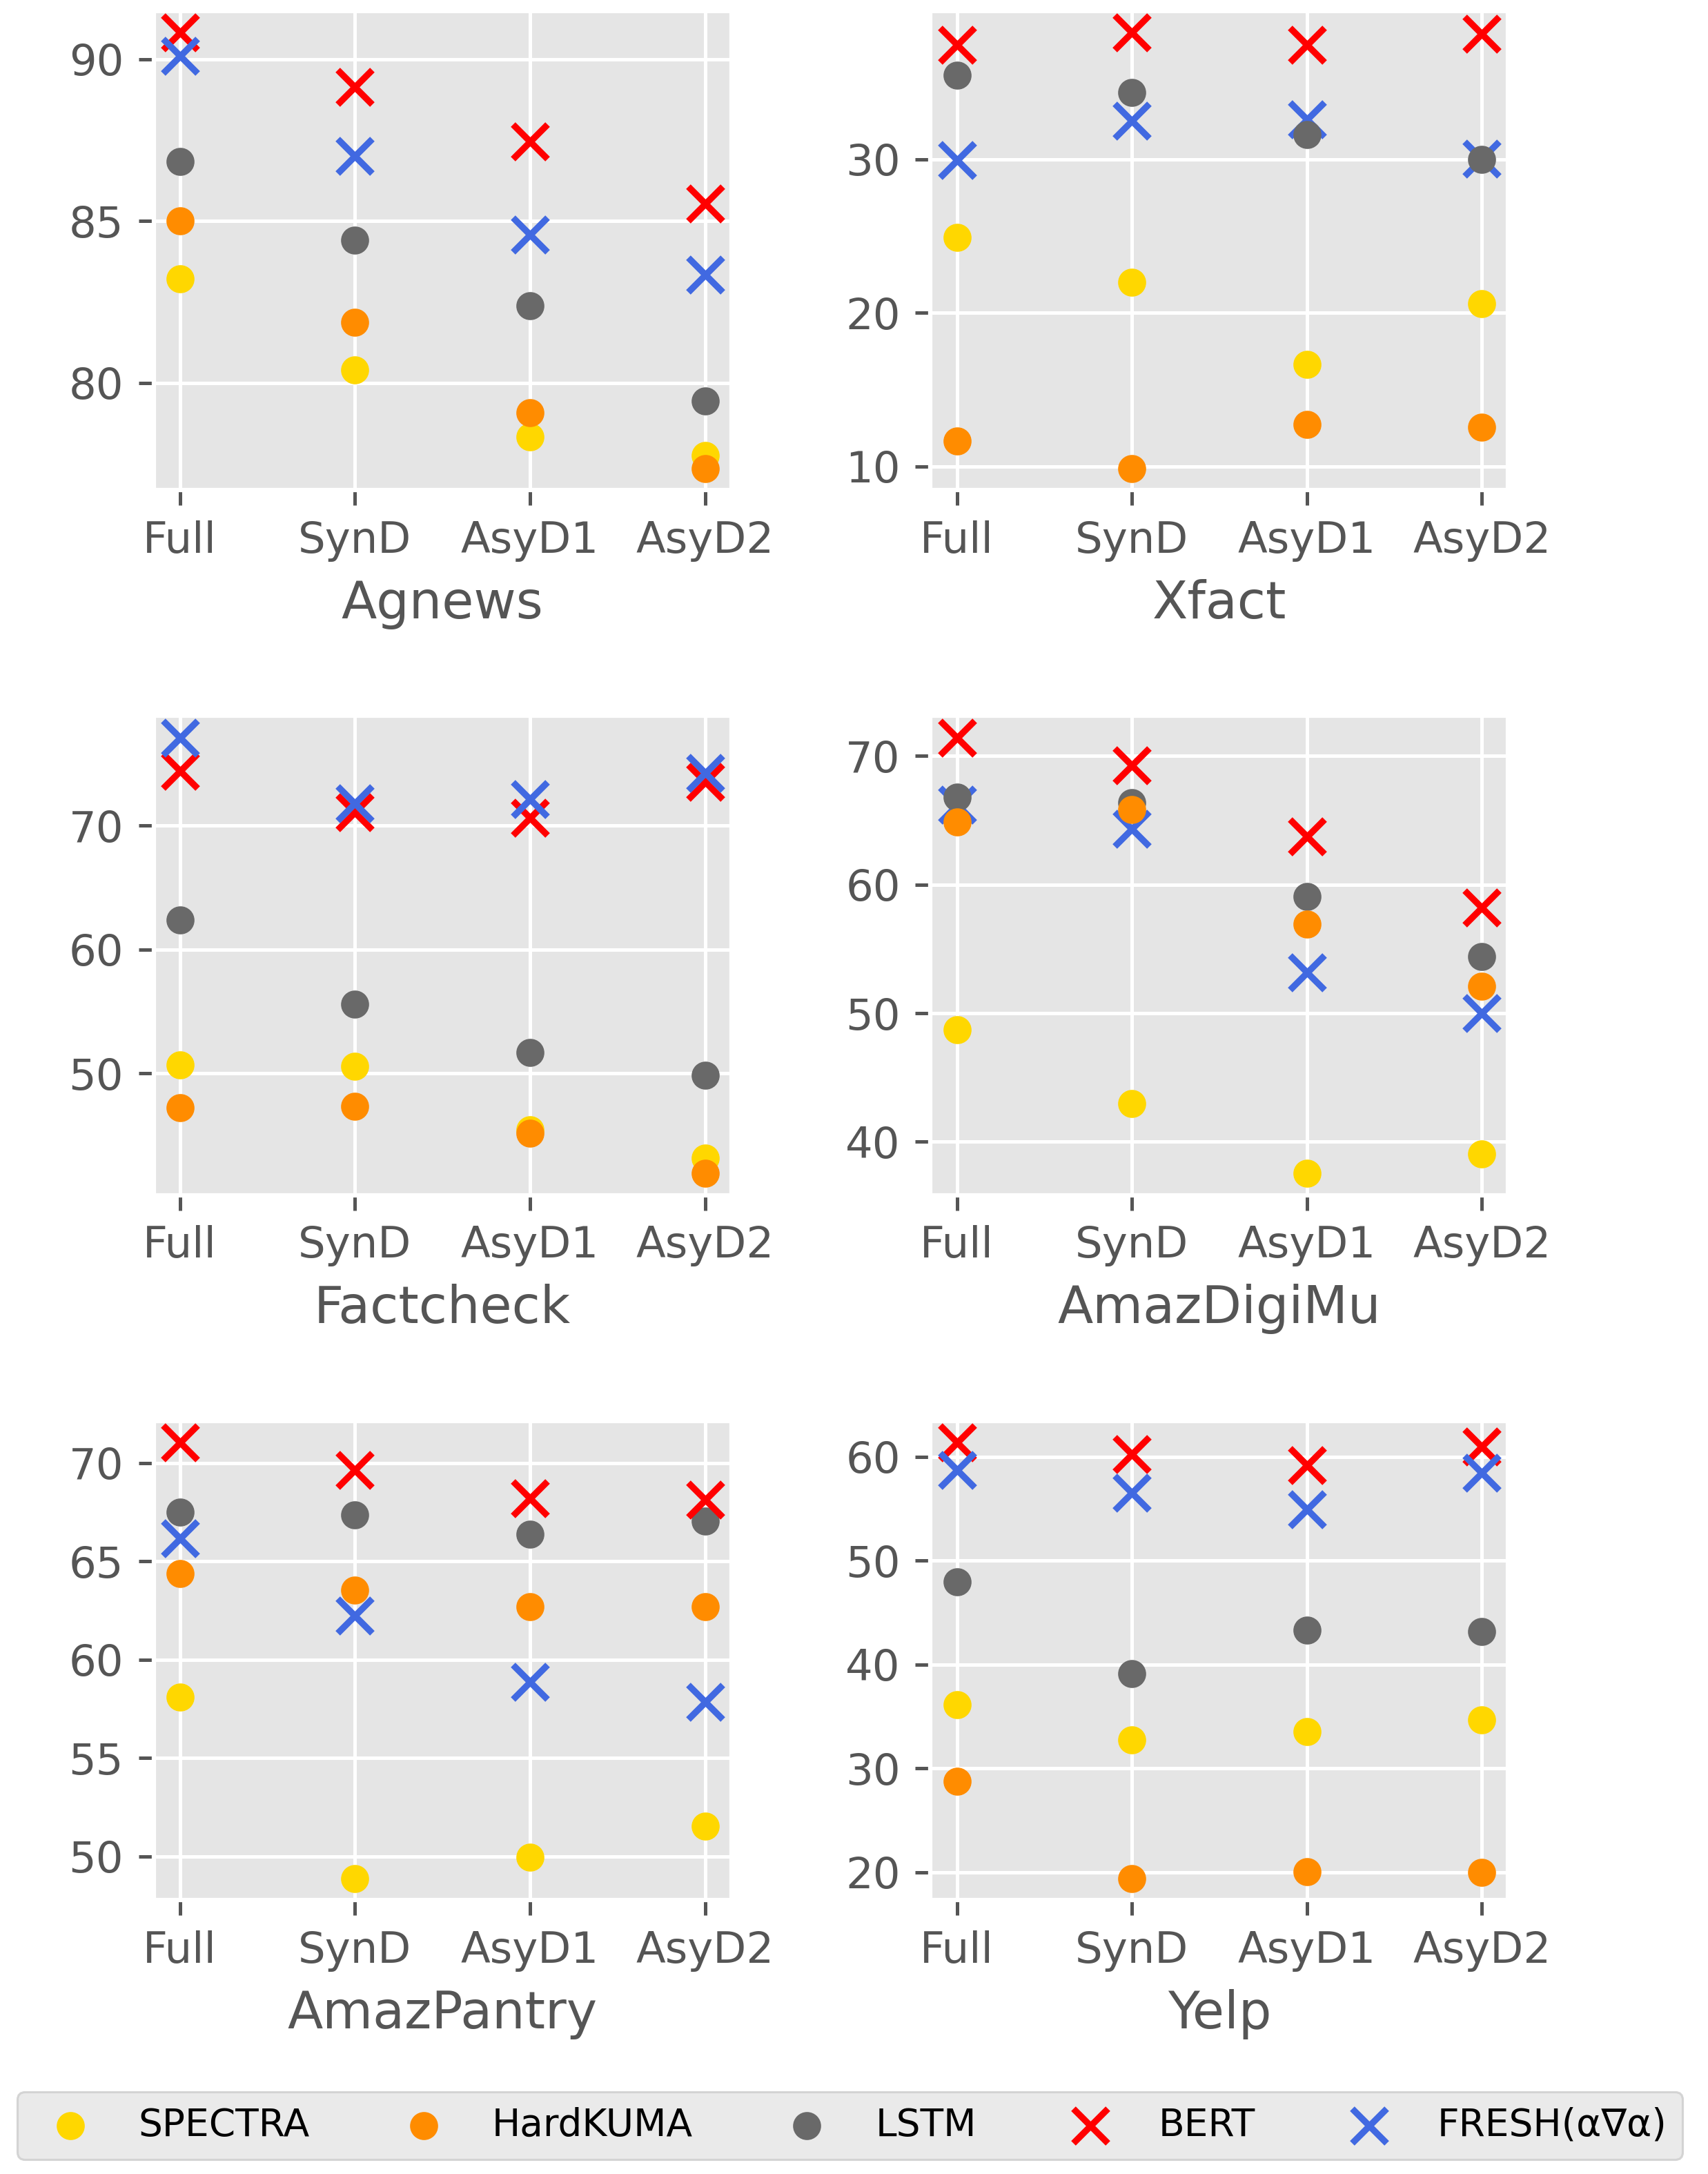 90
85
80
Full SynD AsyD1 AsyD2
Agnews
30
20
10
Full SynD AsyD1 AsyD2
Xfact
70
60
50
Full SynD AsyD1 AsyD2
Factcheck
70
60
50
40
Full SynD AsyD1 AsyD2
AmazDigiMu
70
65
60
55
50
Full SynD AsyD1 AsyD2
AmazPantry
60
50
40
30
20
Full SynD AsyD1 AsyD2
Yelp
SPECTRA HardKUMA LSTM BERT FRESH(α∇α)